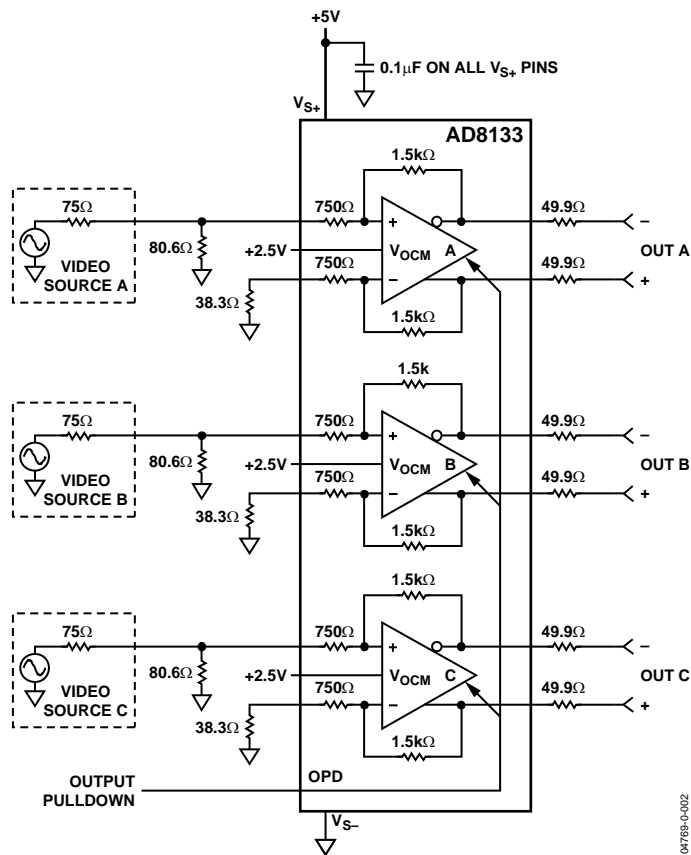 +5V
0.1μF ON ALL VS+ PINS
VS+
AD8133
1.5kΩ
75Ω
750Ω
49.9Ω
+
–
80.6Ω
+2.5V
VOCM
A
OUT A
VIDEO
SOURCE A
750Ω
–
49.9Ω
+
38.3Ω
1.5kΩ
1.5k
75Ω
750Ω
49.9Ω
+
–
80.6Ω
+2.5V
VOCM
B
OUT B
VIDEO
SOURCE B
750Ω
–
49.9Ω
+
38.3Ω
1.5kΩ
1.5kΩ
75Ω
750Ω
49.9Ω
+
–
80.6Ω
+2.5V
VOCM
C
OUT C
VIDEO
SOURCE C
750Ω
–
49.9Ω
+
38.3Ω
1.5kΩ
OUTPUT
PULLDOWN
OPD
VS–
04769-0-002